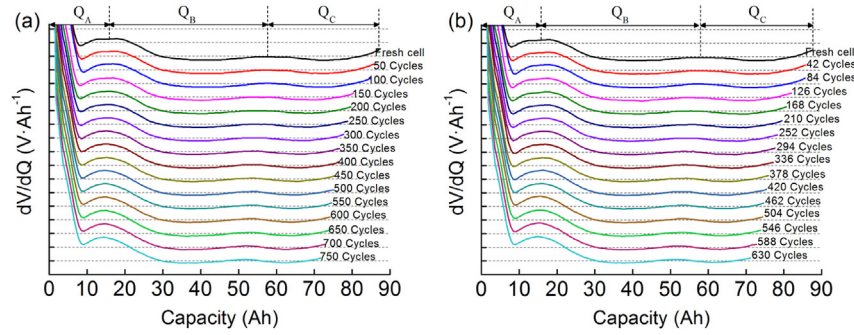 (a)
Q_A Q_B Q_C
Fresh cell
50 Cycles
100 Cycles
150 Cycles
200 Cycles
250 Cycles
300 Cycles
350 Cycles
400 Cycles
450 Cycles
500 Cycles
550 Cycles
600 Cycles
650 Cycles
700 Cycles
750 Cycles
dV/dQ (V·Ah⁻¹)
0 10 20 30 40 50 60 70 80 90
Capacity (Ah)
(b)
Q_A Q_B Q_C
Fresh cell
42 Cycles
84 Cycles
126 Cycles
168 Cycles
210 Cycles
252 Cycles
294 Cycles
336 Cycles
378 Cycles
420 Cycles
462 Cycles
504 Cycles
546 Cycles
588 Cycles
630 Cycles
dV/dQ (V·Ah⁻¹)
0 10 20 30 40 50 60 70 80 90
Capacity (Ah)